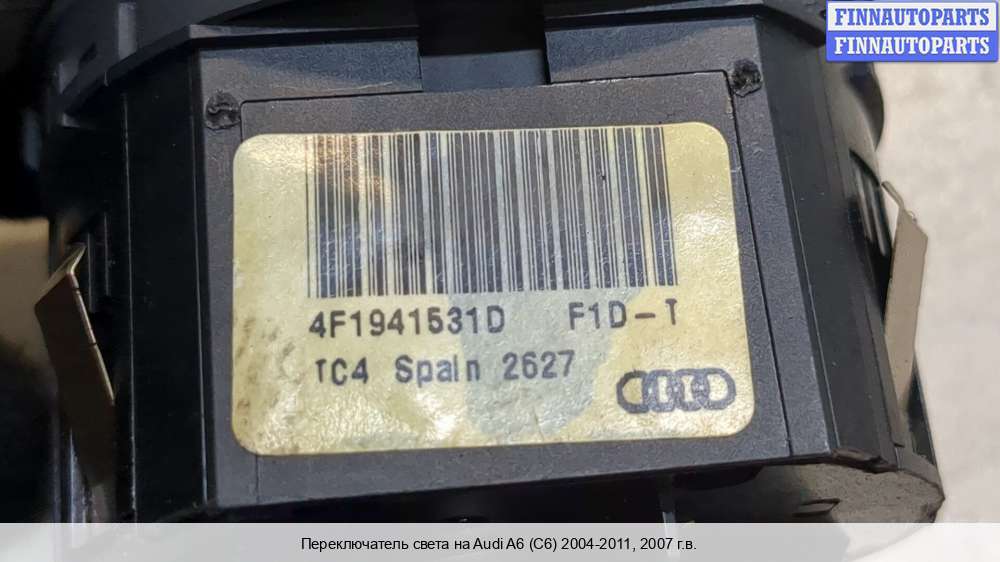 FINNAUTOPARTS
FINNAUTOPARTS
4F1941531D F1D-T
TC4 Spain 2627
Переключатель света на Audi A6 (C6) 2004-2011, 2007 г.в.